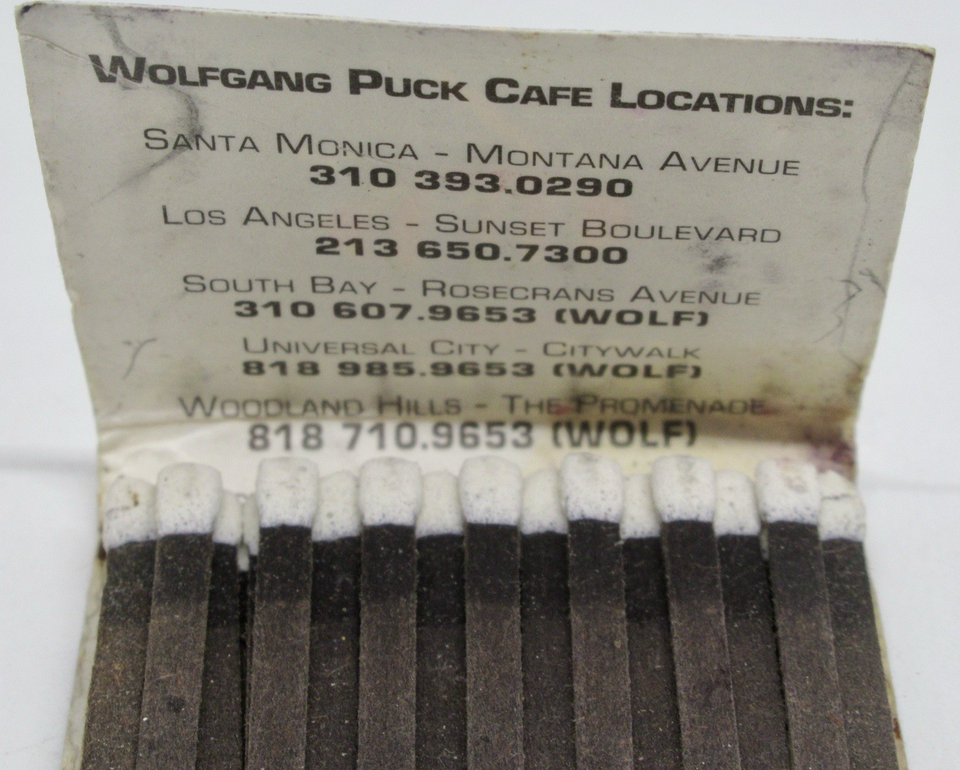 WOLFGANG PUCK CAFE LOCATIONS:
SANTA MONICA - MONTANA AVENUE
310 393.0290
LOS ANGELES - SUNSET BOULEVARD
213 650.7300
SOUTH BAY - ROSECRANS AVENUE
310 607.9653 (WOLF)
UNIVERSAL CITY - CITYWALK
818 985.9653 (WOLF)
WOODLAND HILLS - THE PROMENADE
818 710.9653 (WOLF)